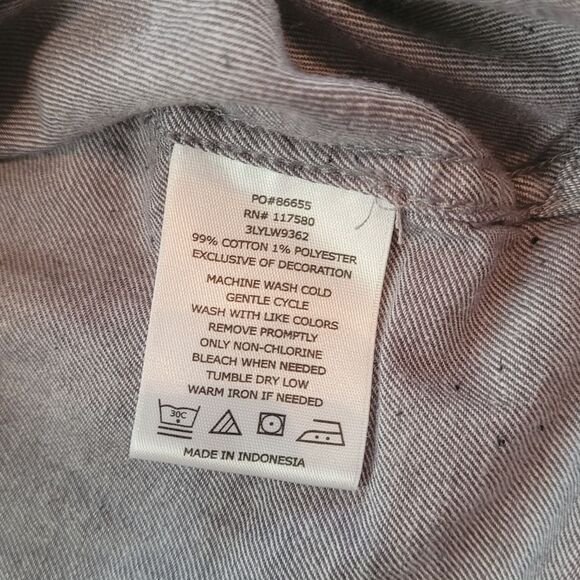 PO#86655
RN# 117580
3LYLW9362
99% COTTON 1% POLYESTER
EXCLUSIVE OF DECORATION
MACHINE WASH COLD
GENTLE CYCLE
WASH WITH LIKE COLORS
REMOVE PROMPTLY
ONLY NON-CHLORINE
BLEACH WHEN NEEDED
TUMBLE DRY LOW
WARM IRON IF NEEDED
30C
MADE IN INDONESIA